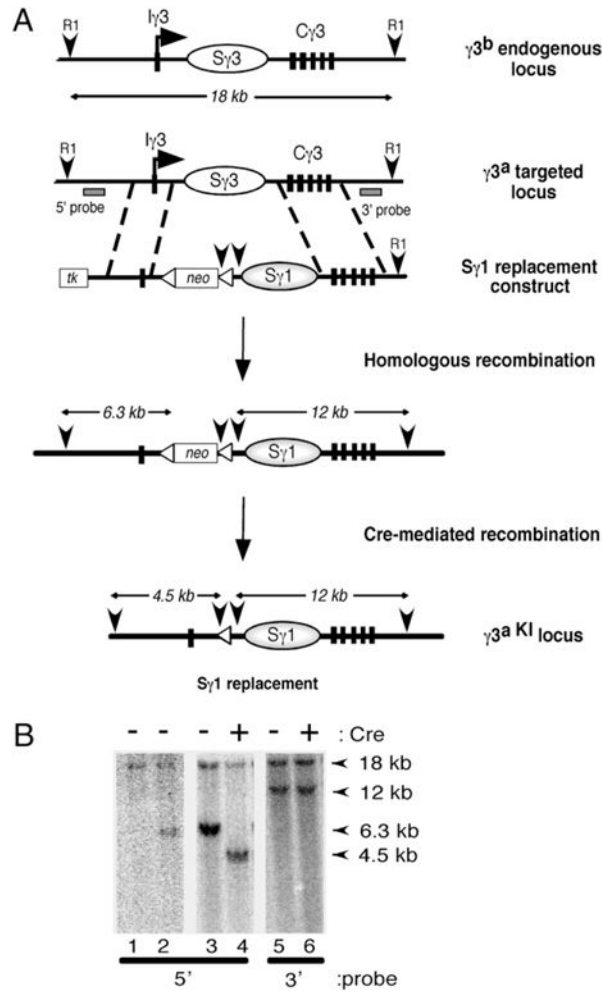 A
R1
Iγ3
Sγ3
Cγ3
R1
γ3b endogenous
locus
18 kb
R1
Iγ3
Sγ3
Cγ3
R1
γ3a targeted
locus
5' probe
3' probe
R1
tk
neo
Sγ1
Sγ1 replacement
construct
Homologous recombination
6.3 kb
12 kb
neo
Sγ1
Cre-mediated recombination
4.5 kb
12 kb
Sγ1
γ3a KI locus
Sγ1 replacement
B
- - - + - + : Cre
18 kb
12 kb
6.3 kb
4.5 kb
1 2 3 4 5 6
5' 3' :probe